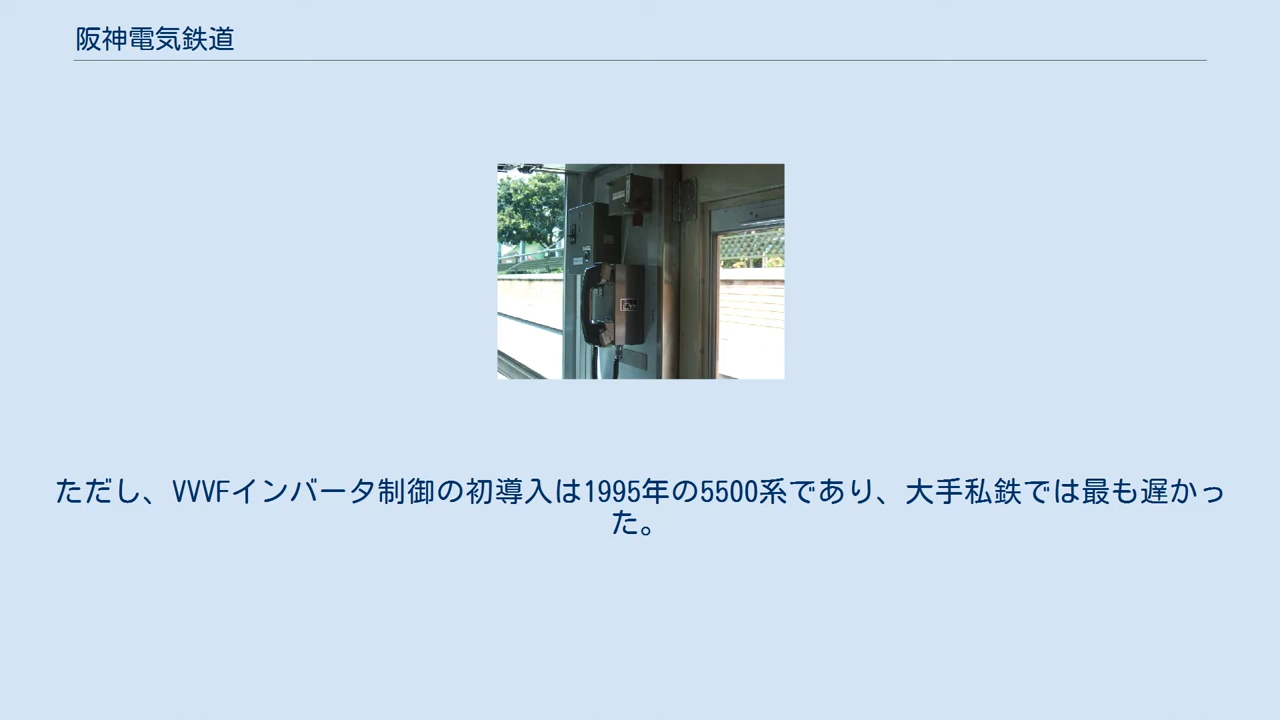 阪神電気鉄道
ただし、VVVFインバータ制御の初導入は1995年の5500系であり、大手私鉄では最も遅かっ
た。